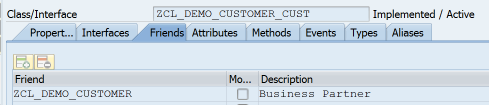 Class/Interface ZCL_DEMO_CUSTOMER_CUST Implemented / Active
Propert... Interfaces Friends Attributes Methods Events Types Aliases
Friend Mo... Description
ZCL_DEMO_CUSTOMER Business Partner